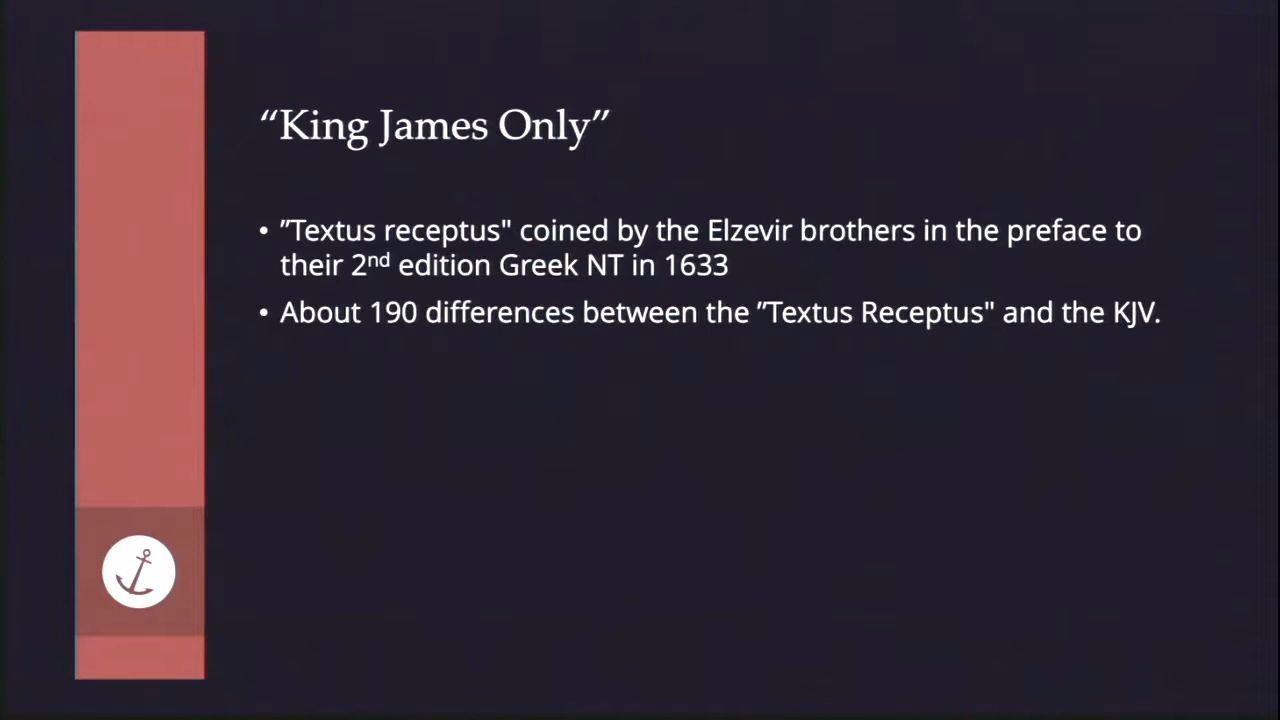 “King James Only”
• ”Textus receptus" coined by the Elzevir brothers in the preface to
their 2nd edition Greek NT in 1633
• About 190 differences between the ”Textus Receptus" and the KJV.